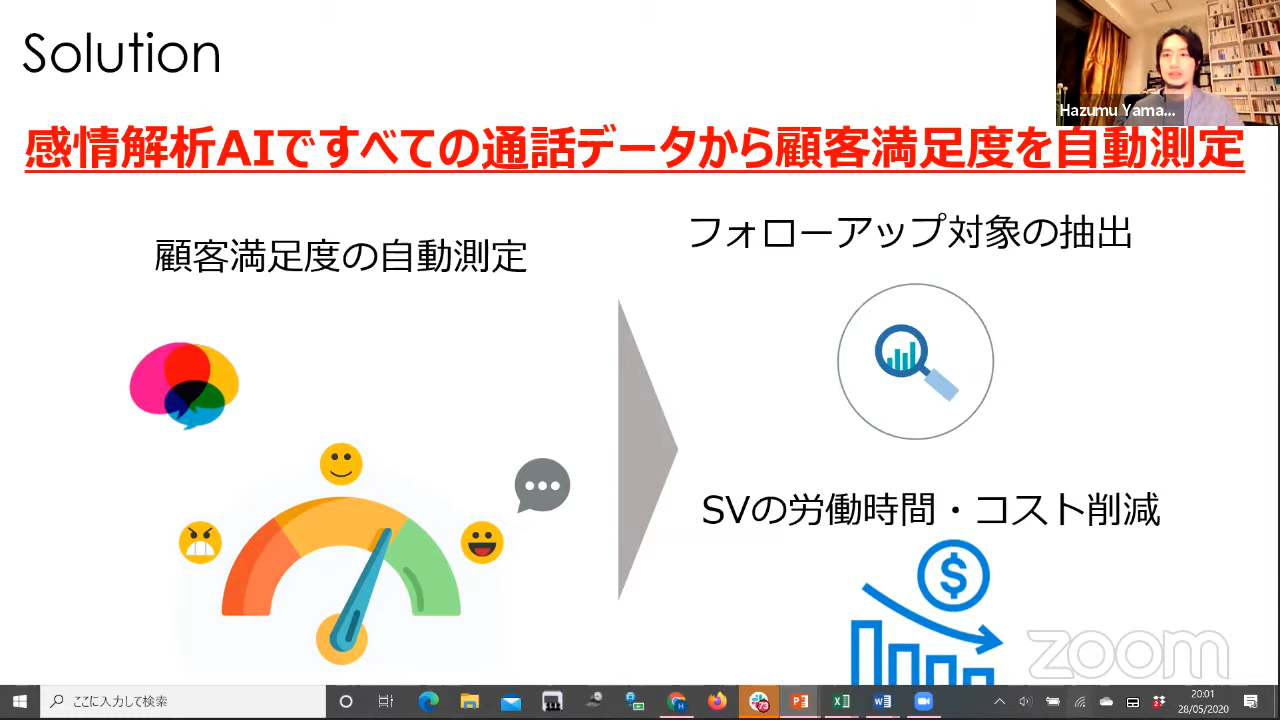 Solution
Hazumu Yama...
感情解析AIですべての通話データから顧客満足度を自動測定
顧客満足度の自動測定
フォローアップ対象の抽出
SVの労働時間・コスト削減
$
zoom
ここに入力して検索
73
20:01
28/05/2020